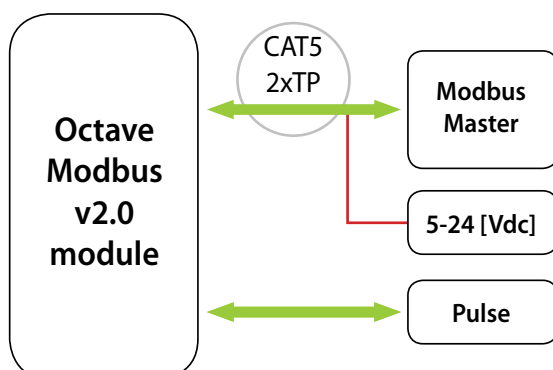 CAT5
2xTP
Octave
Modbus
v2.0
module
Modbus
Master
5-24 [Vdc]
Pulse